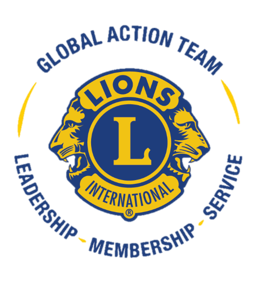 GLOBAL ACTION TEAM
LIONS
L
INTERNATIONAL
®
LEADERSHIP - MEMBERSHIP - SERVICE